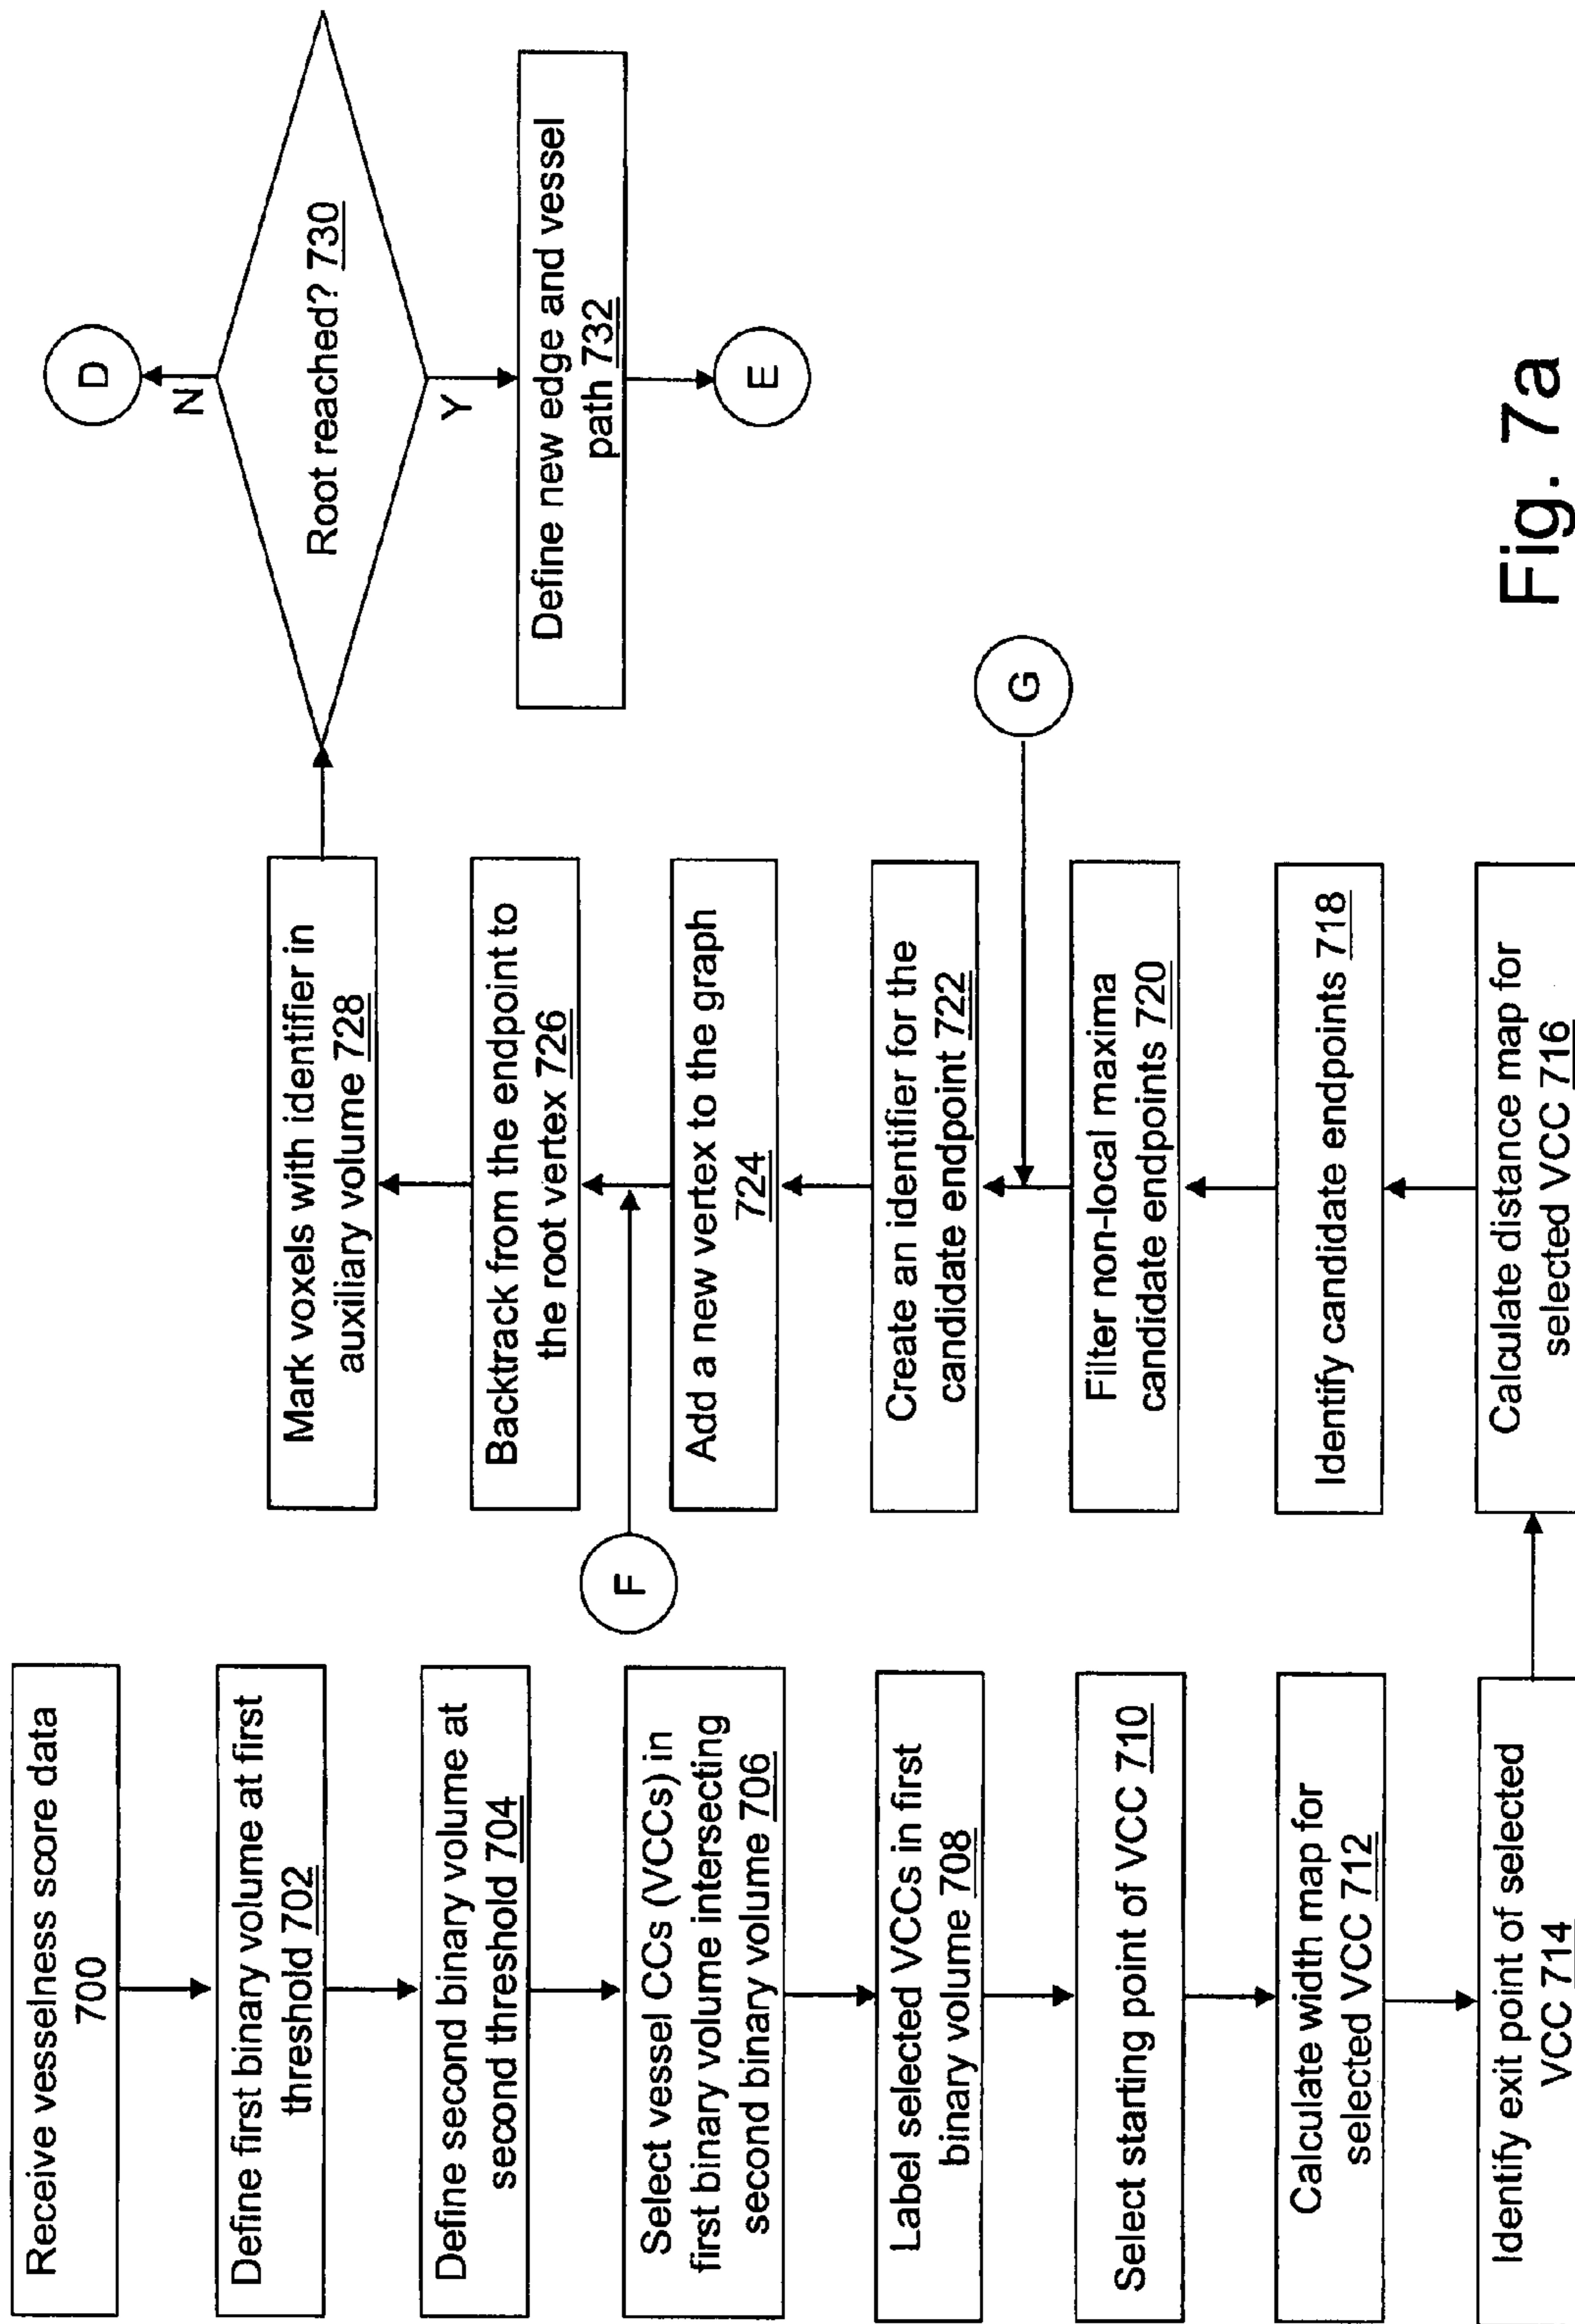 Receive vesselness score data
700
Define first binary volume at first
threshold 702
Define second binary volume at
second threshold 704
Select vessel CCs (VCCs) in
first binary volume intersecting
second binary volume 706
Label selected VCCs in first
binary volume 708
Select starting point of VCC 710
Calculate width map for
selected VCC 712
Identify exit point of selected
VCC 714
Calculate distance map for
selected VCC 716
Identify candidate endpoints 718
Filter non-local maxima
candidate endpoints 720
G
Create an identifier for the
candidate endpoint 722
Add a new vertex to the graph
724
F
Backtrack from the endpoint to
the root vertex 726
Mark voxels with identifier in
auxiliary volume 728
Root reached? 730
N
D
Y
Define new edge and vessel
path 732
E
Fig. 7a